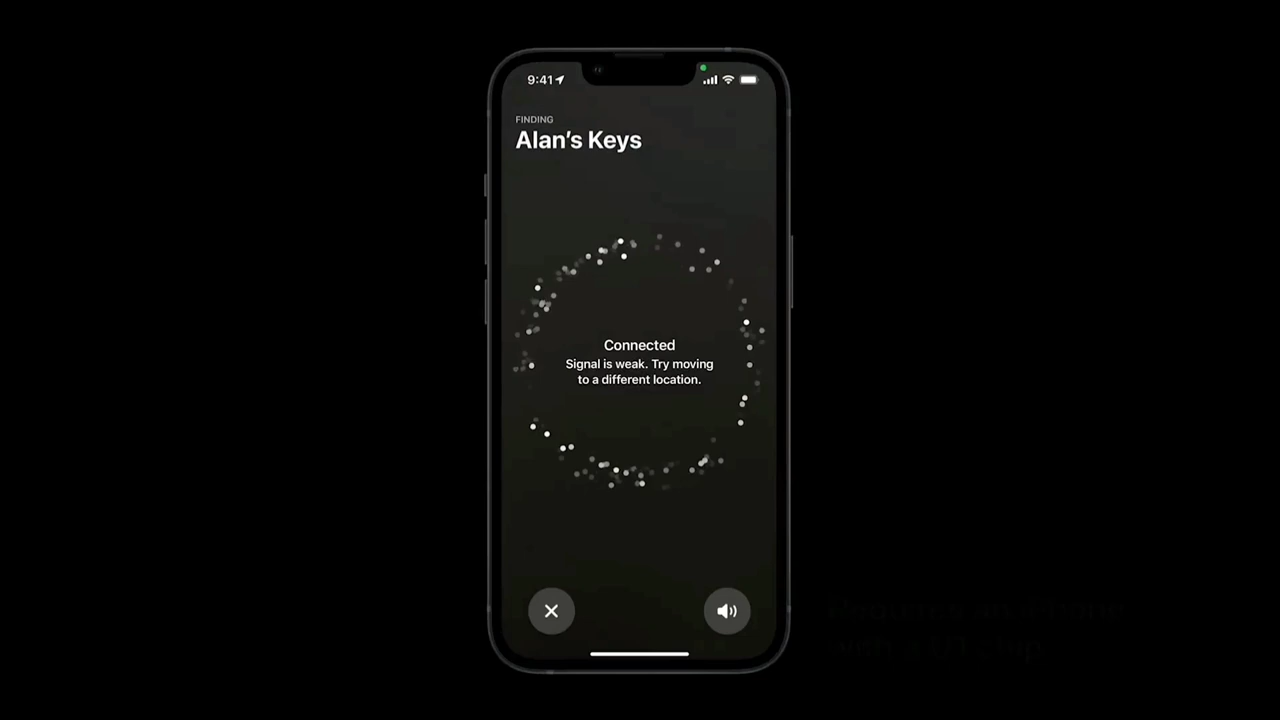 9:41
FINDING
Alan's Keys
Connected
Signal is weak. Try moving
to a different location.